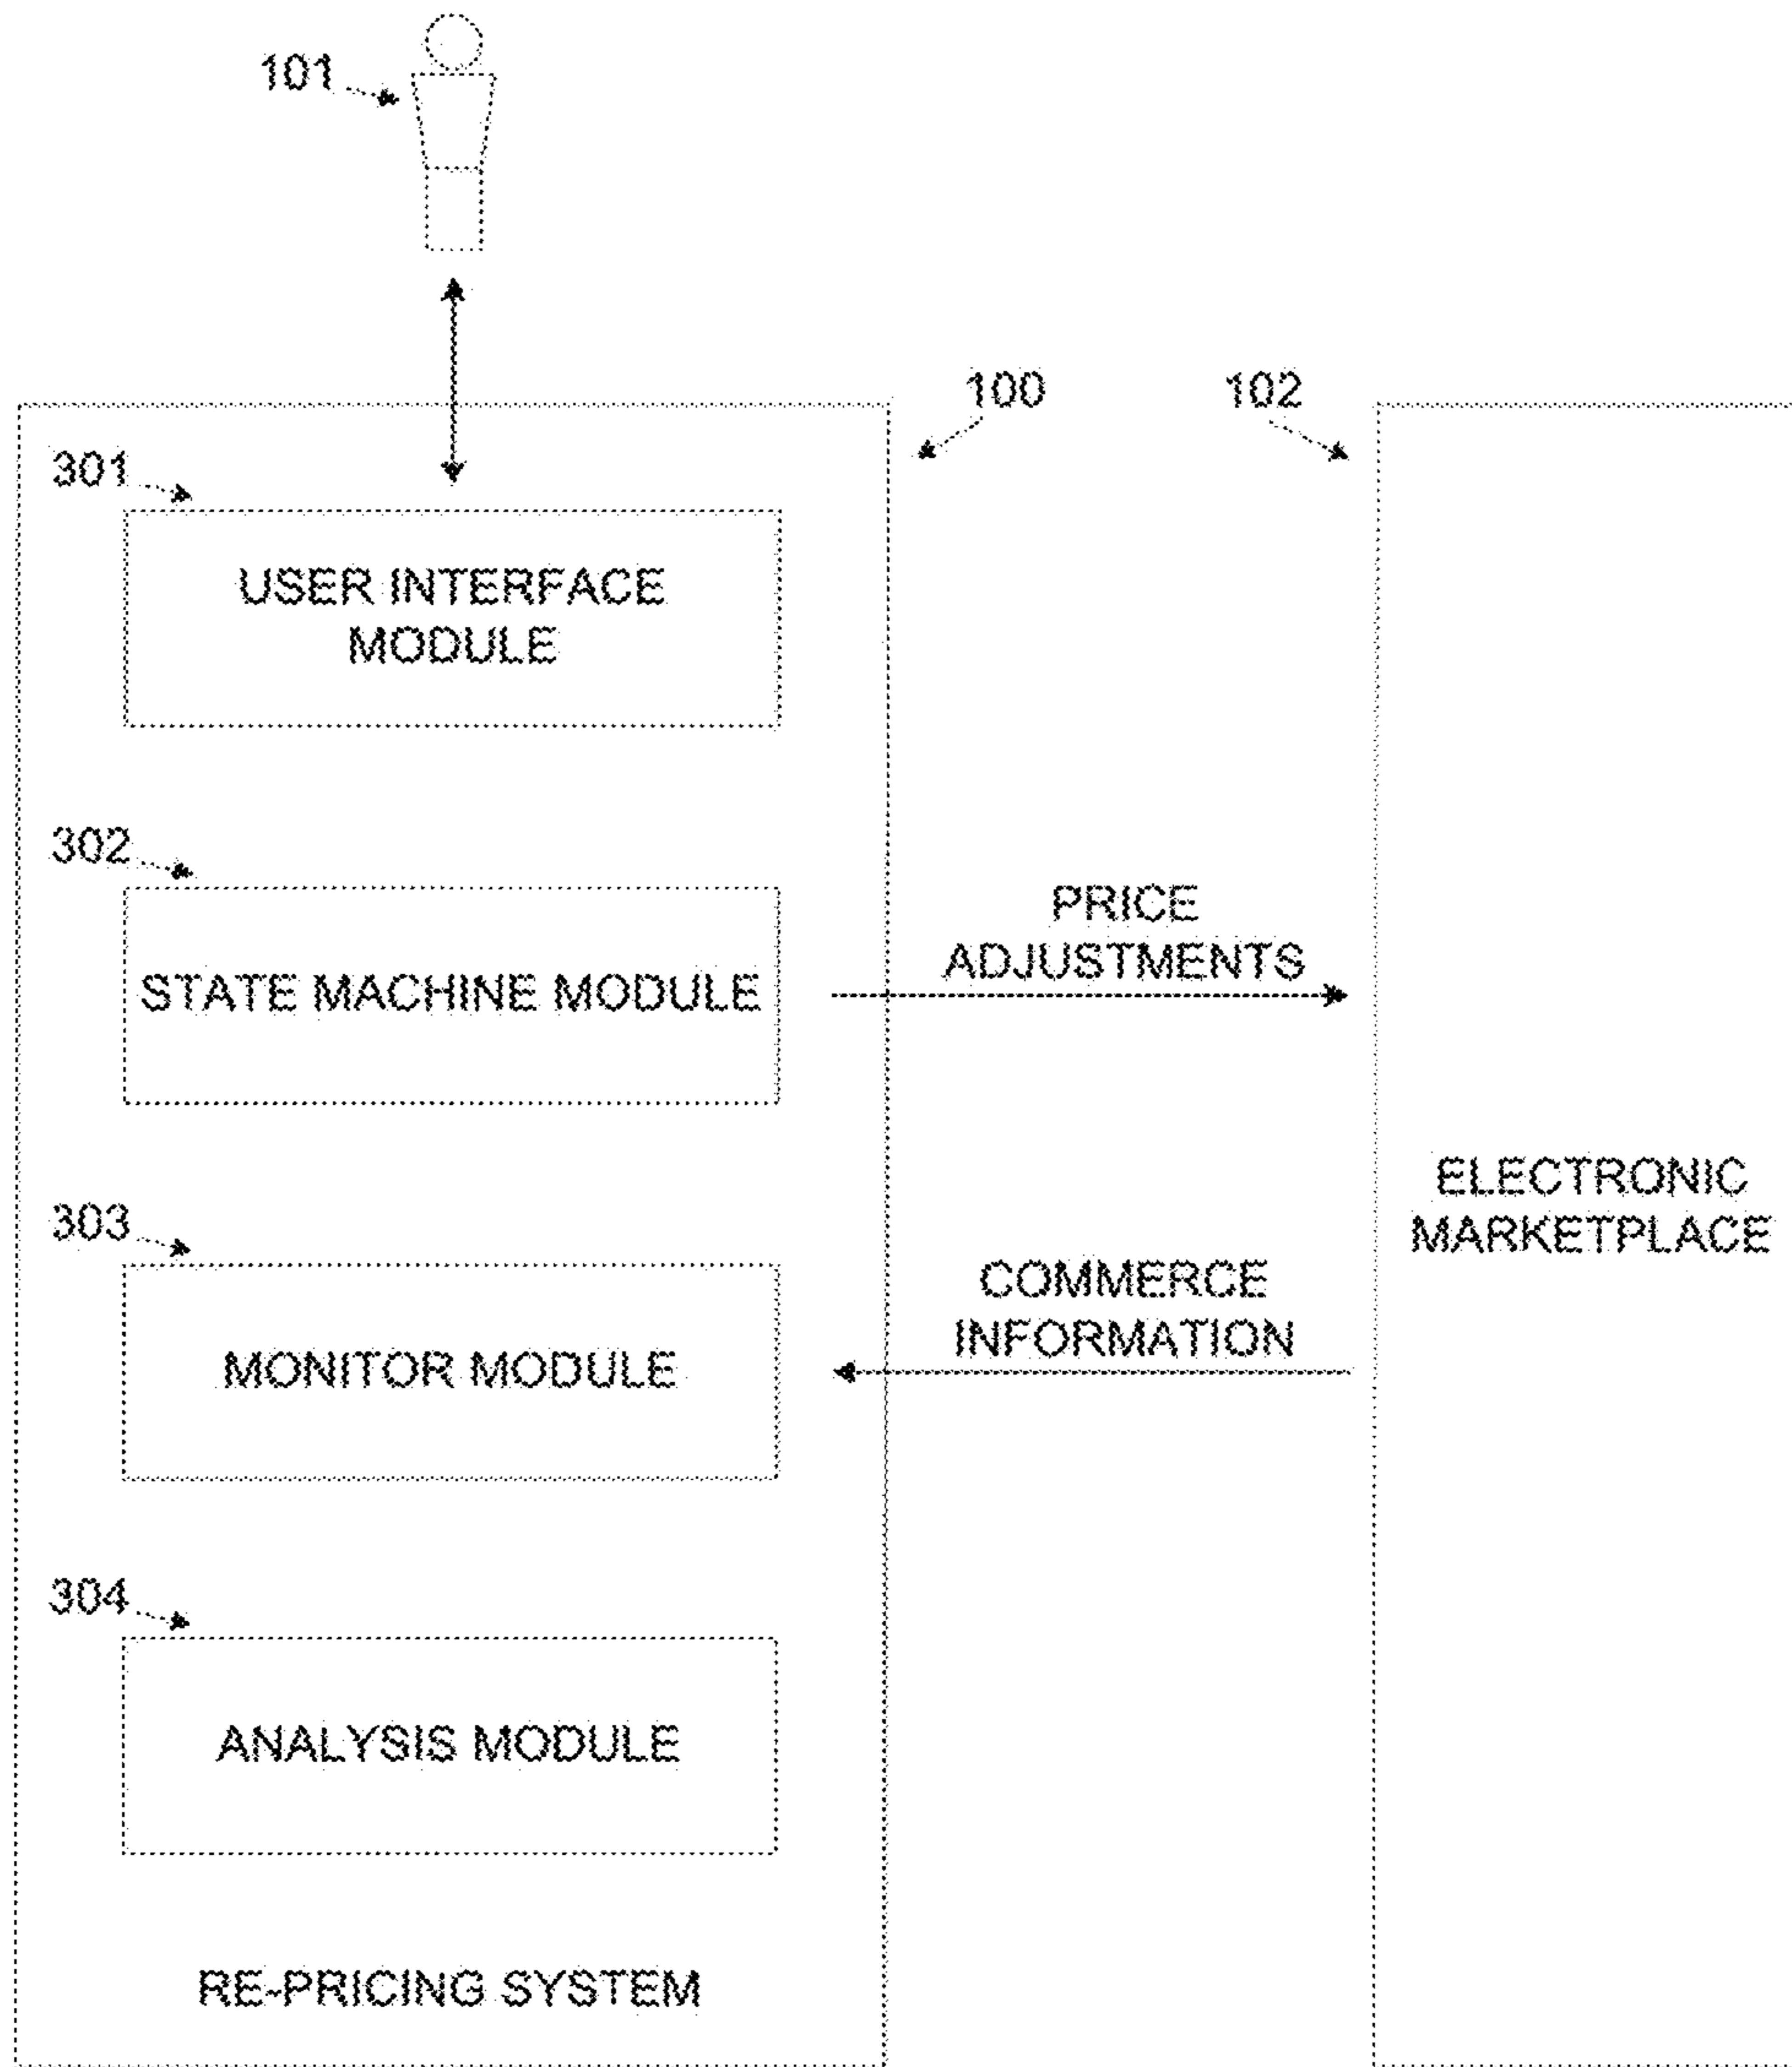 101
100
102
301
USER INTERFACE
MODULE
302
STATE MACHINE MODULE
PRICE
ADJUSTMENTS
303
MONITOR MODULE
COMMERCE
INFORMATION
ELECTRONIC
MARKETPLACE
304
ANALYSIS MODULE
RE-PRICING SYSTEM